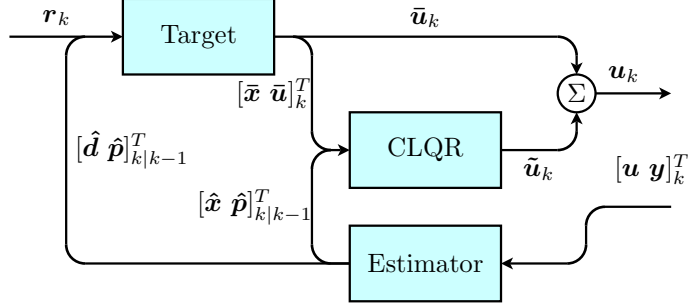 r_k
Target
ū_k
[x̄ ū]_k^T
Σ
u_k
[d̂ p̂]_{k|k−1}^T
CLQR
ũ_k
[u y]_k^T
[x̂ p̂]_{k|k−1}^T
Estimator